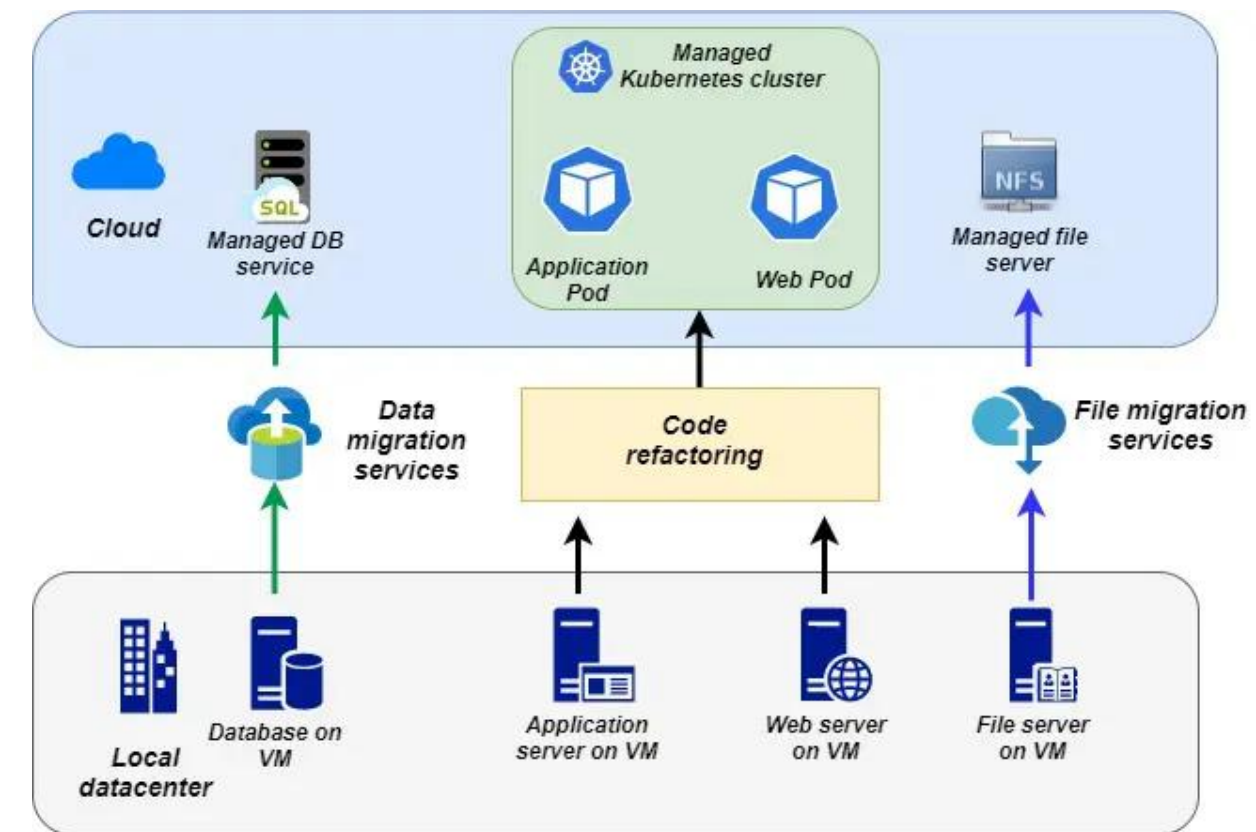 Managed
Kubernetes cluster
Cloud
SQL
Managed DB
service
Application
Pod
Web Pod
NFS
Managed file
server
Data
migration
services
Code
refactoring
File migration
services
Local
datacenter
Database on
VM
Application
server on VM
Web server
on VM
File server
on VM